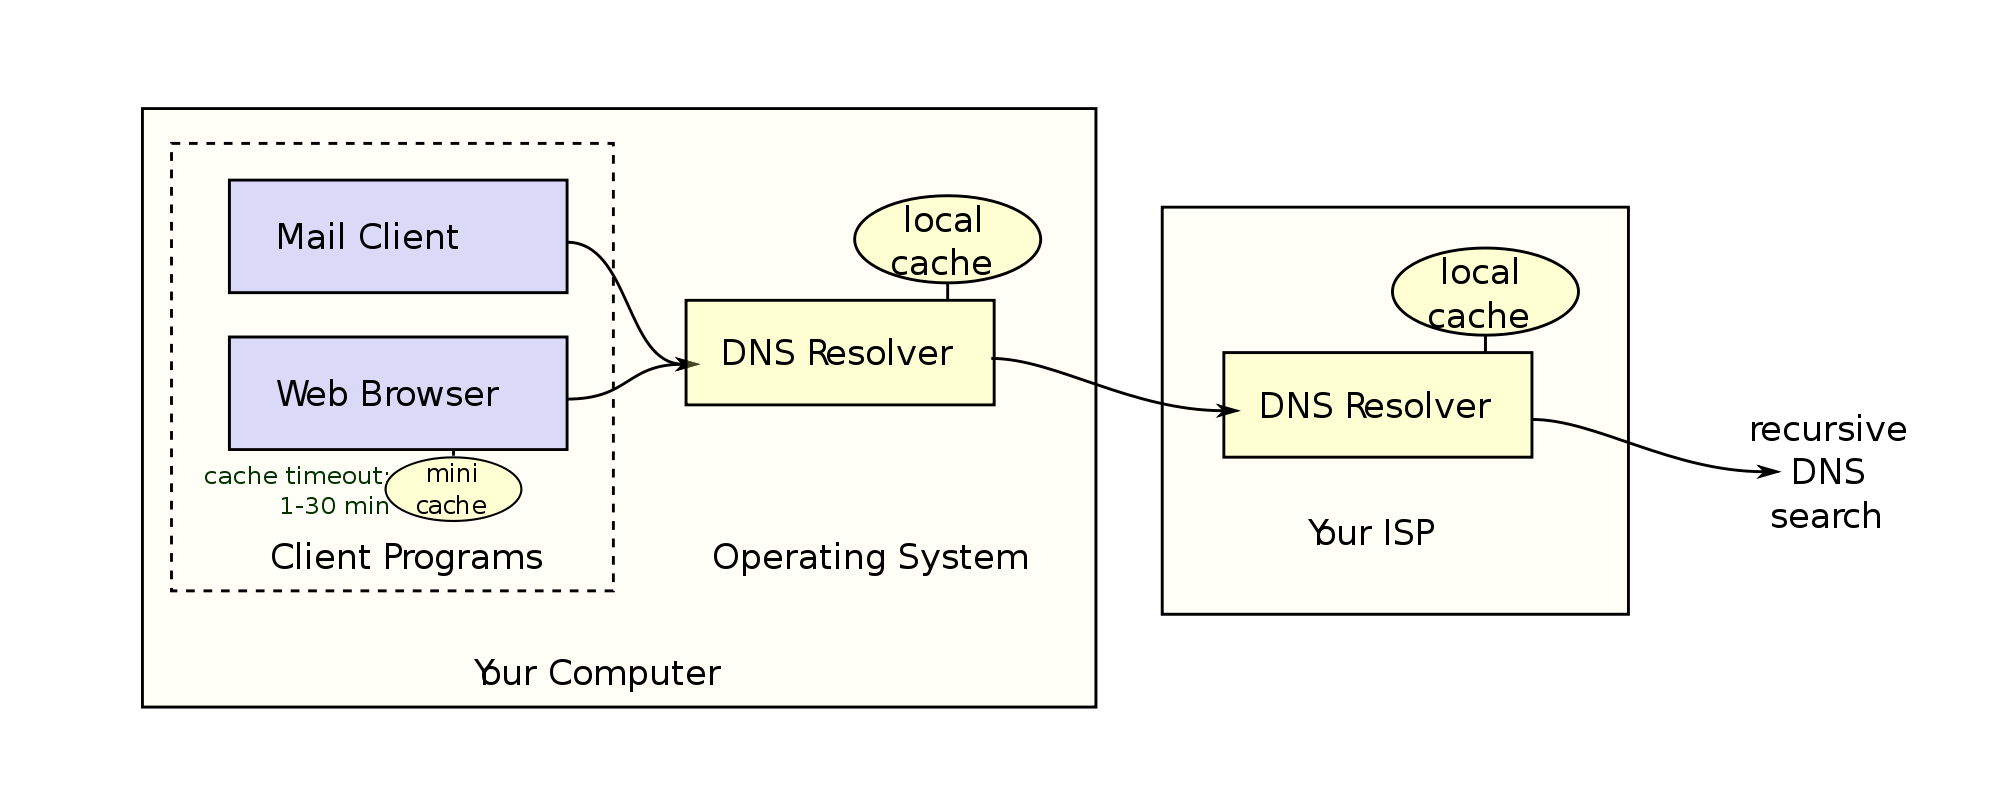 Mail Client
Web Browser
cache timeout:
1-30 min
mini
cache
Client Programs
local
cache
DNS Resolver
Operating System
Your Computer
local
cache
DNS Resolver
Your ISP
recursive
DNS
search